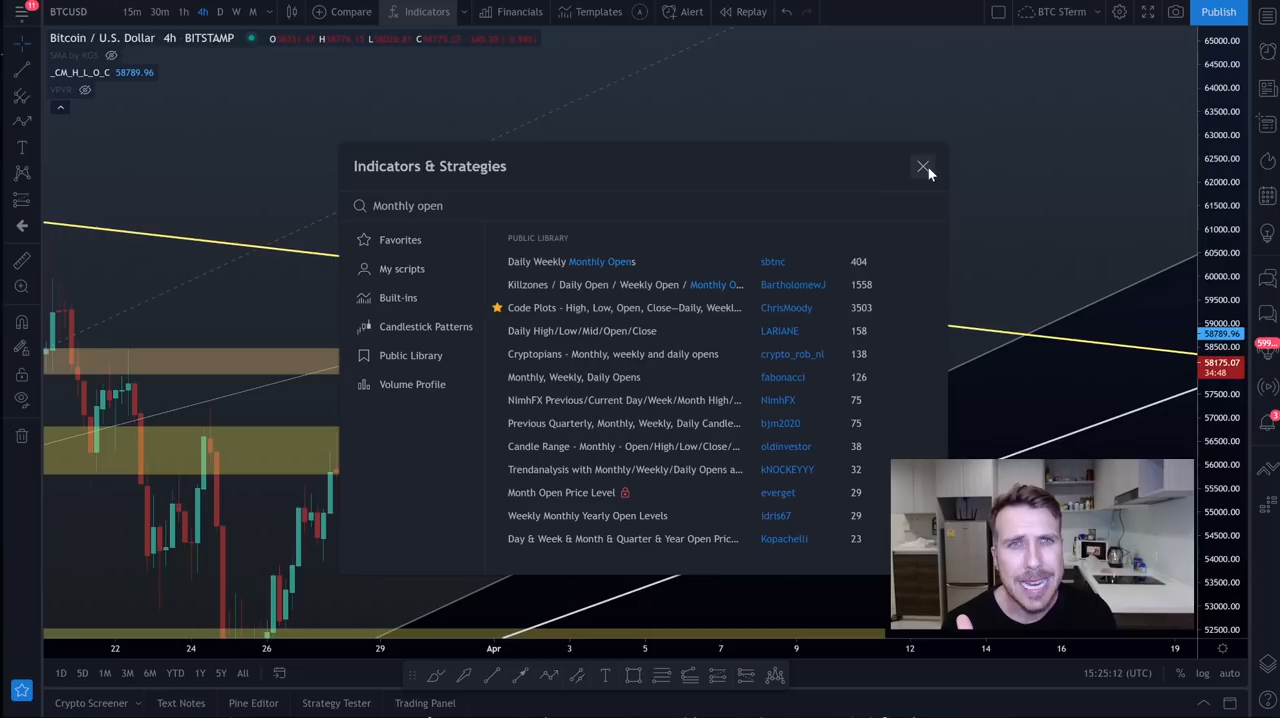 11
BTCUSD 15m 30m 1h 4h D W M Compare Indicators Financials Templates A Alert Replay BTC STerm Publish
Bitcoin / U.S. Dollar 4h BITSTAMP
SMA by KGS
_CM_H_L_O_C 58789.96
VPVR
65000.00
64500.00
64000.00
63500.00
63000.00
62500.00
62000.00
61500.00
61000.00
60500.00
60000.00
59500.00
59000.00
58789.96
58500.00
58175.07
34:48
57500.00
57000.00
56500.00
56000.00
55500.00
55000.00
54500.00
54000.00
53500.00
53000.00
52500.00
599...
3
Indicators & Strategies
Monthly open
Favorites
My scripts
Built-ins
Candlestick Patterns
Public Library
Volume Profile
PUBLIC LIBRARY
Daily Weekly Monthly Opens sbtnc 404
Killzones / Daily Open / Weekly Open / Monthly O... BartholomewJ 1558
Code Plots - High, Low, Open, Close—Daily, Weekl... ChrisMoody 3503
Daily High/Low/Mid/Open/Close LARIANE 158
Cryptopians - Monthly, weekly and daily opens crypto_rob_nl 138
Monthly, Weekly, Daily Opens fabonacci 126
NimhFX Previous/Current Day/Week/Month High/... NimhFX 75
Previous Quarterly, Monthly, Weekly, Daily Candle... bjm2020 75
Candle Range - Monthly - Open/High/Low/Close/... oldinvestor 38
Trendanalysis with Monthly/Weekly/Daily Opens a... kNOCKEYYY 32
Month Open Price Level everget 29
Weekly Monthly Yearly Open Levels idris67 29
Day & Week & Month & Quarter & Year Open Pric... Kopachelli 23
22 24 26 29 Apr 3 5 7 9 12 14 16 19
1D 5D 1M 3M 6M YTD 1Y 5Y All 15:25:12 (UTC) % log auto
Crypto Screener Text Notes Pine Editor Strategy Tester Trading Panel